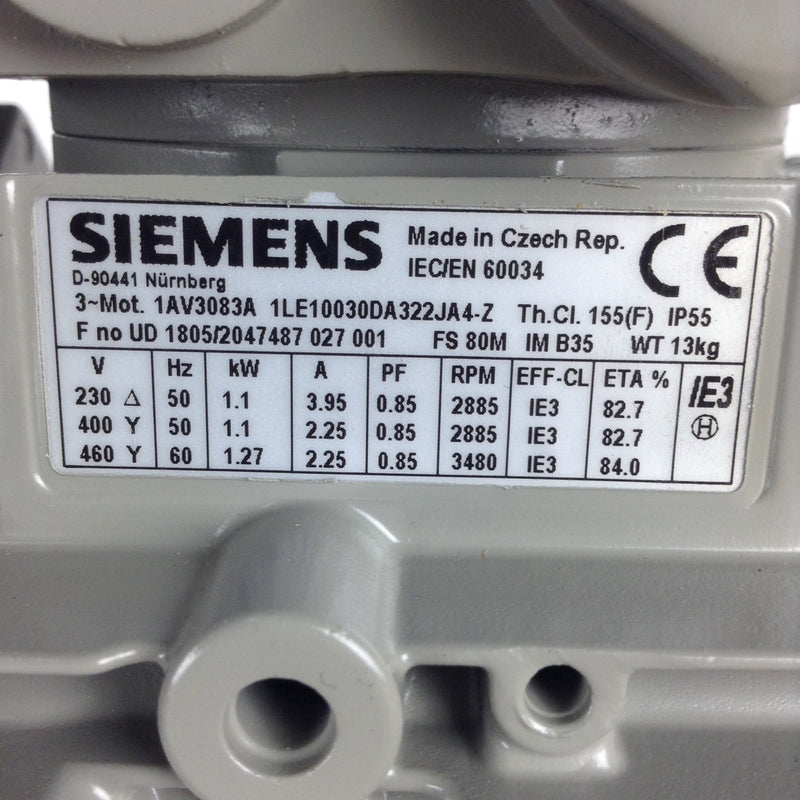 SIEMENS Made in Czech Rep. CE
D-90441 Nürnberg IEC/EN 60034
3~Mot. 1AV3083A 1LE10030DA322JA4-Z Th.Cl. 155(F) IP55
F no UD 1805/2047487 027 001 FS 80M IM B35 WT 13kg
V Hz kW A PF RPM EFF-CL ETA % IE3
230 Δ 50 1.1 3.95 0.85 2885 IE3 82.7 H
400 Y 50 1.1 2.25 0.85 2885 IE3 82.7
460 Y 60 1.27 2.25 0.85 3480 IE3 84.0